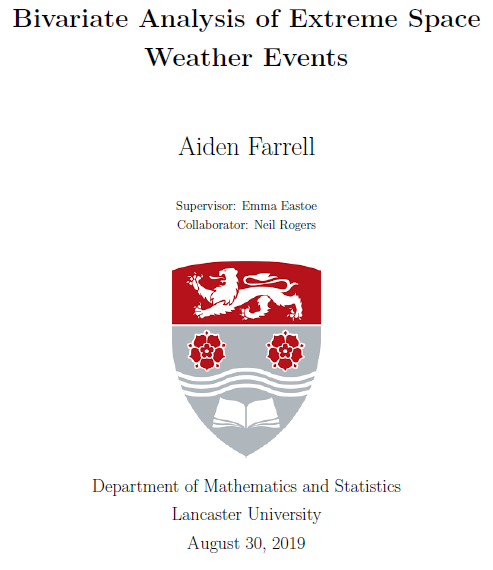 Bivariate Analysis of Extreme Space
Weather Events
Aiden Farrell
Supervisor: Emma Eastoe
Collaborator: Neil Rogers
Department of Mathematics and Statistics
Lancaster University
August 30, 2019